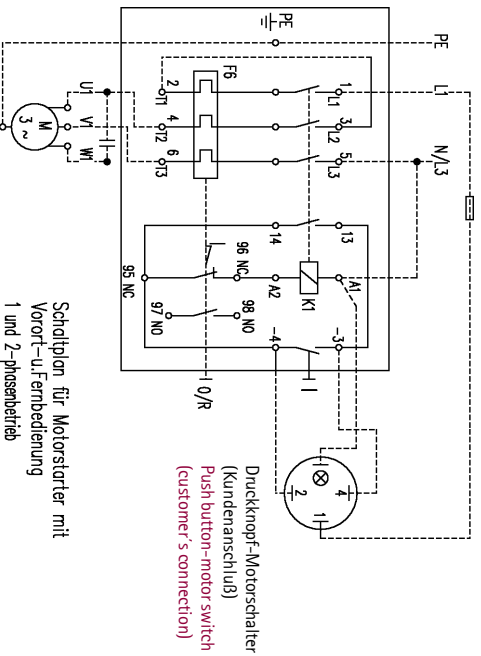 PE L1 N/L3
1 3 5 13 A1 -3
L1 L2 L3
4
1
2
K1
PE
14 A2 -4
96 NC 98 NO
F6
I
0/R
2 4 6
T1 T2 T3
95 NC 97 NO
U1 V1 W1
M
3 ~
Druckknopf-Motorschalter
(Kundenanschluß)
Push button-motor switch
(customer's connection)
Schaltplan für Motorstarter mit
Vorort-u.Fernbedienung
1 und 2-phasenbetrieb